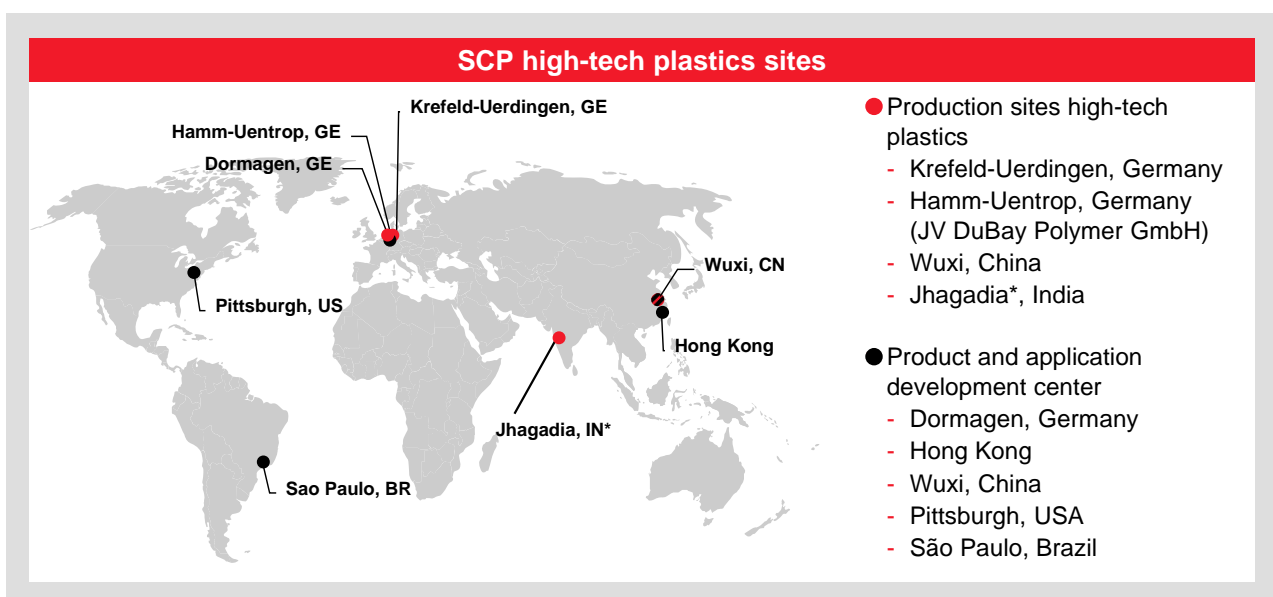 SCP high-tech plastics sites
Krefeld-Uerdingen, GE
Hamm-Uentrop, GE
Dormagen, GE
Wuxi, CN
Pittsburgh, US
Hong Kong
Jhagadia, IN*
Sao Paulo, BR
Production sites high-tech
plastics
- Krefeld-Uerdingen, Germany
- Hamm-Uentrop, Germany
(JV DuBay Polymer GmbH)
- Wuxi, China
- Jhagadia*, India
Product and application
development center
- Dormagen, Germany
- Hong Kong
- Wuxi, China
- Pittsburgh, USA
- São Paulo, Brazil